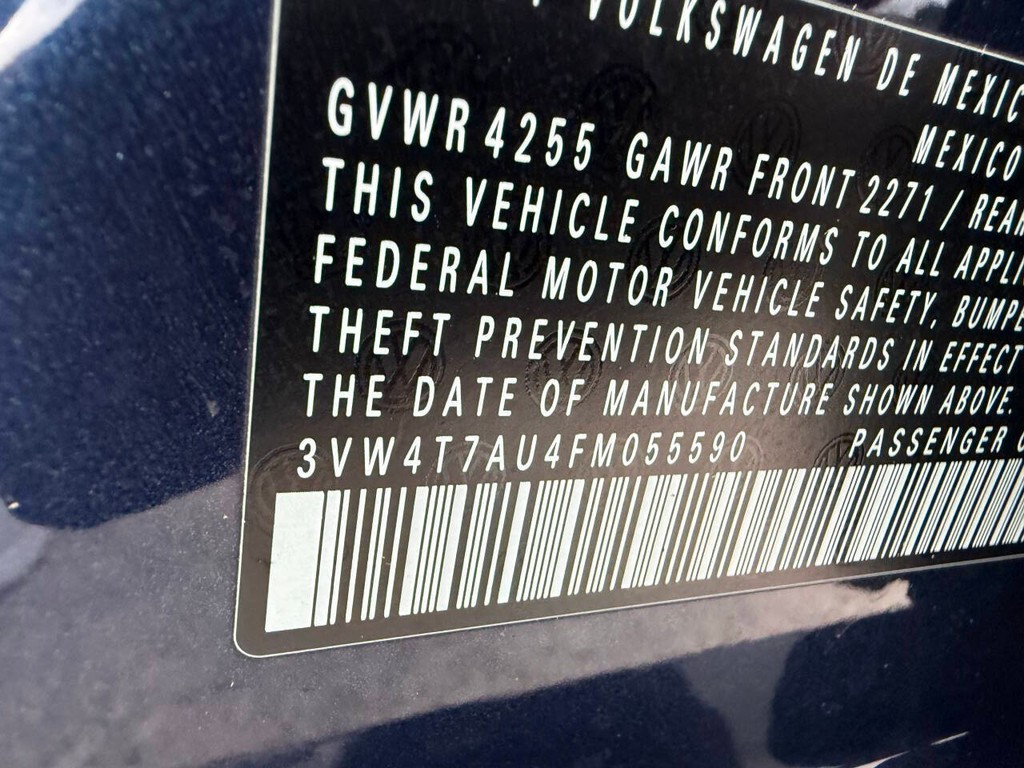 VOLKSWAGEN DE MEXIC
MEXICO
GVWR 4255 GAWR FRONT 2271 / REAR
THIS VEHICLE CONFORMS TO ALL APPLI
FEDERAL MOTOR VEHICLE SAFETY, BUMPE
THEFT PREVENTION STANDARDS IN EFFECT
THE DATE OF MANUFACTURE SHOWN ABOVE.
3VW4T7AU4FM055590 PASSENGER C